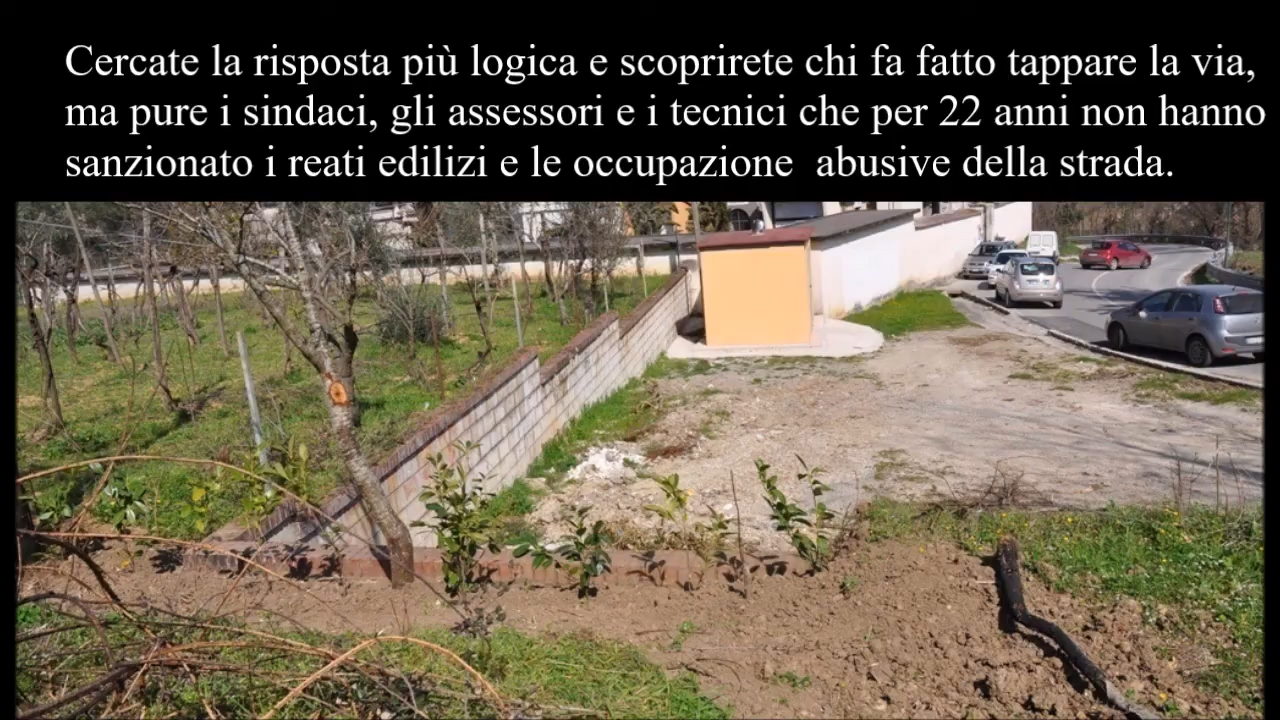 Cercate la risposta più logica e scoprirete chi fa fatto tappare la via,
ma pure i sindaci, gli assessori e i tecnici che per 22 anni non hanno
sanzionato i reati edilizi e le occupazione  abusive della strada.